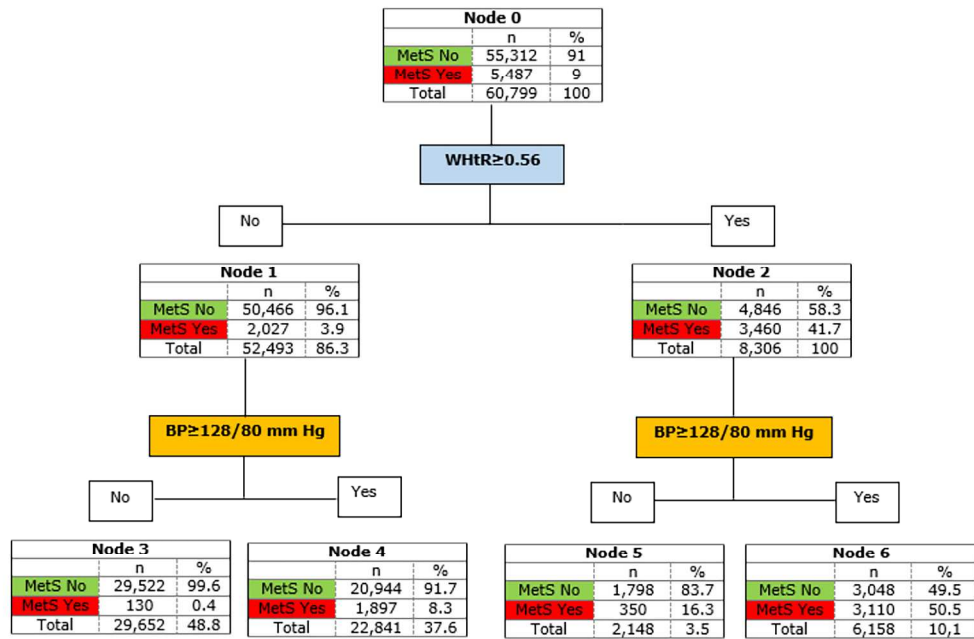 Node 0
n %
MetS No 55,312 91
MetS Yes 5,487 9
Total 60,799 100
WHtR≥0.56
No
Yes
Node 1
n %
MetS No 50,466 96.1
MetS Yes 2,027 3.9
Total 52,493 86.3
Node 2
n %
MetS No 4,846 58.3
MetS Yes 3,460 41.7
Total 8,306 100
BP≥128/80 mm Hg
BP≥128/80 mm Hg
No
Yes
No
Yes
Node 3
n %
MetS No 29,522 99.6
MetS Yes 130 0.4
Total 29,652 48.8
Node 4
n %
MetS No 20,944 91.7
MetS Yes 1,897 8.3
Total 22,841 37.6
Node 5
n %
MetS No 1,798 83.7
MetS Yes 350 16.3
Total 2,148 3.5
Node 6
n %
MetS No 3,048 49.5
MetS Yes 3,110 50.5
Total 6,158 10,1